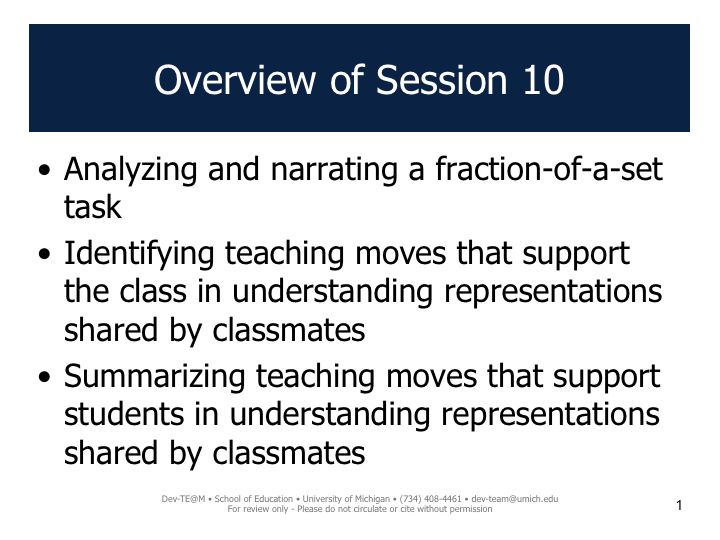 Overview of Session 10
• Analyzing and narrating a fraction-of-a-set
task
• Identifying teaching moves that support
the class in understanding representations
shared by classmates
• Summarizing teaching moves that support
students in understanding representations
shared by classmates
Dev-TE@M • School of Education • University of Michigan • (734) 408-4461 • dev-team@umich.edu
For review only - Please do not circulate or cite without permission
1